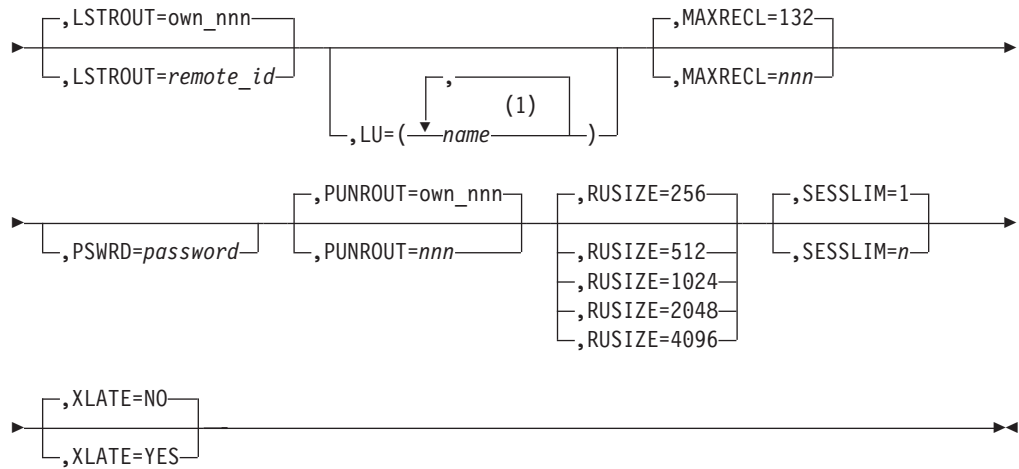 ,LSTROUT=own_nnn ,MAXRECL=132
,LSTROUT=remote_id , ,MAXRECL=nnn
(1)
,LU=( name )
,PUNROUT=own_nnn ,RUSIZE=256 ,SESSLIM=1
,PSWRD=password ,PUNROUT=nnn ,RUSIZE=512 ,SESSLIM=n
,RUSIZE=1024
,RUSIZE=2048
,RUSIZE=4096
,XLATE=NO
,XLATE=YES